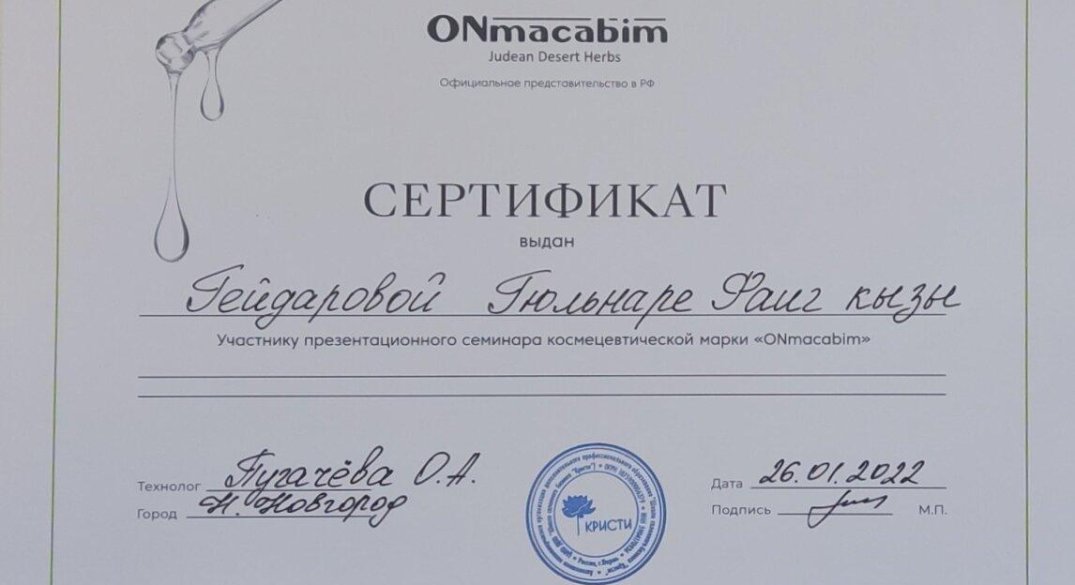 ONmacabim
Judean Desert Herbs
Официальное представительство в РФ
СЕРТИФИКАТ
выдан
Гейдаровой Гюльнаре Фаиг кызы
Участнику презентационного семинара космецевтической марки «ONmacabim»
Технолог Пугачёва О.А.
Город Н. Новгород
КРИСТИ
Дата 26.01.2022
Подпись
М.П.